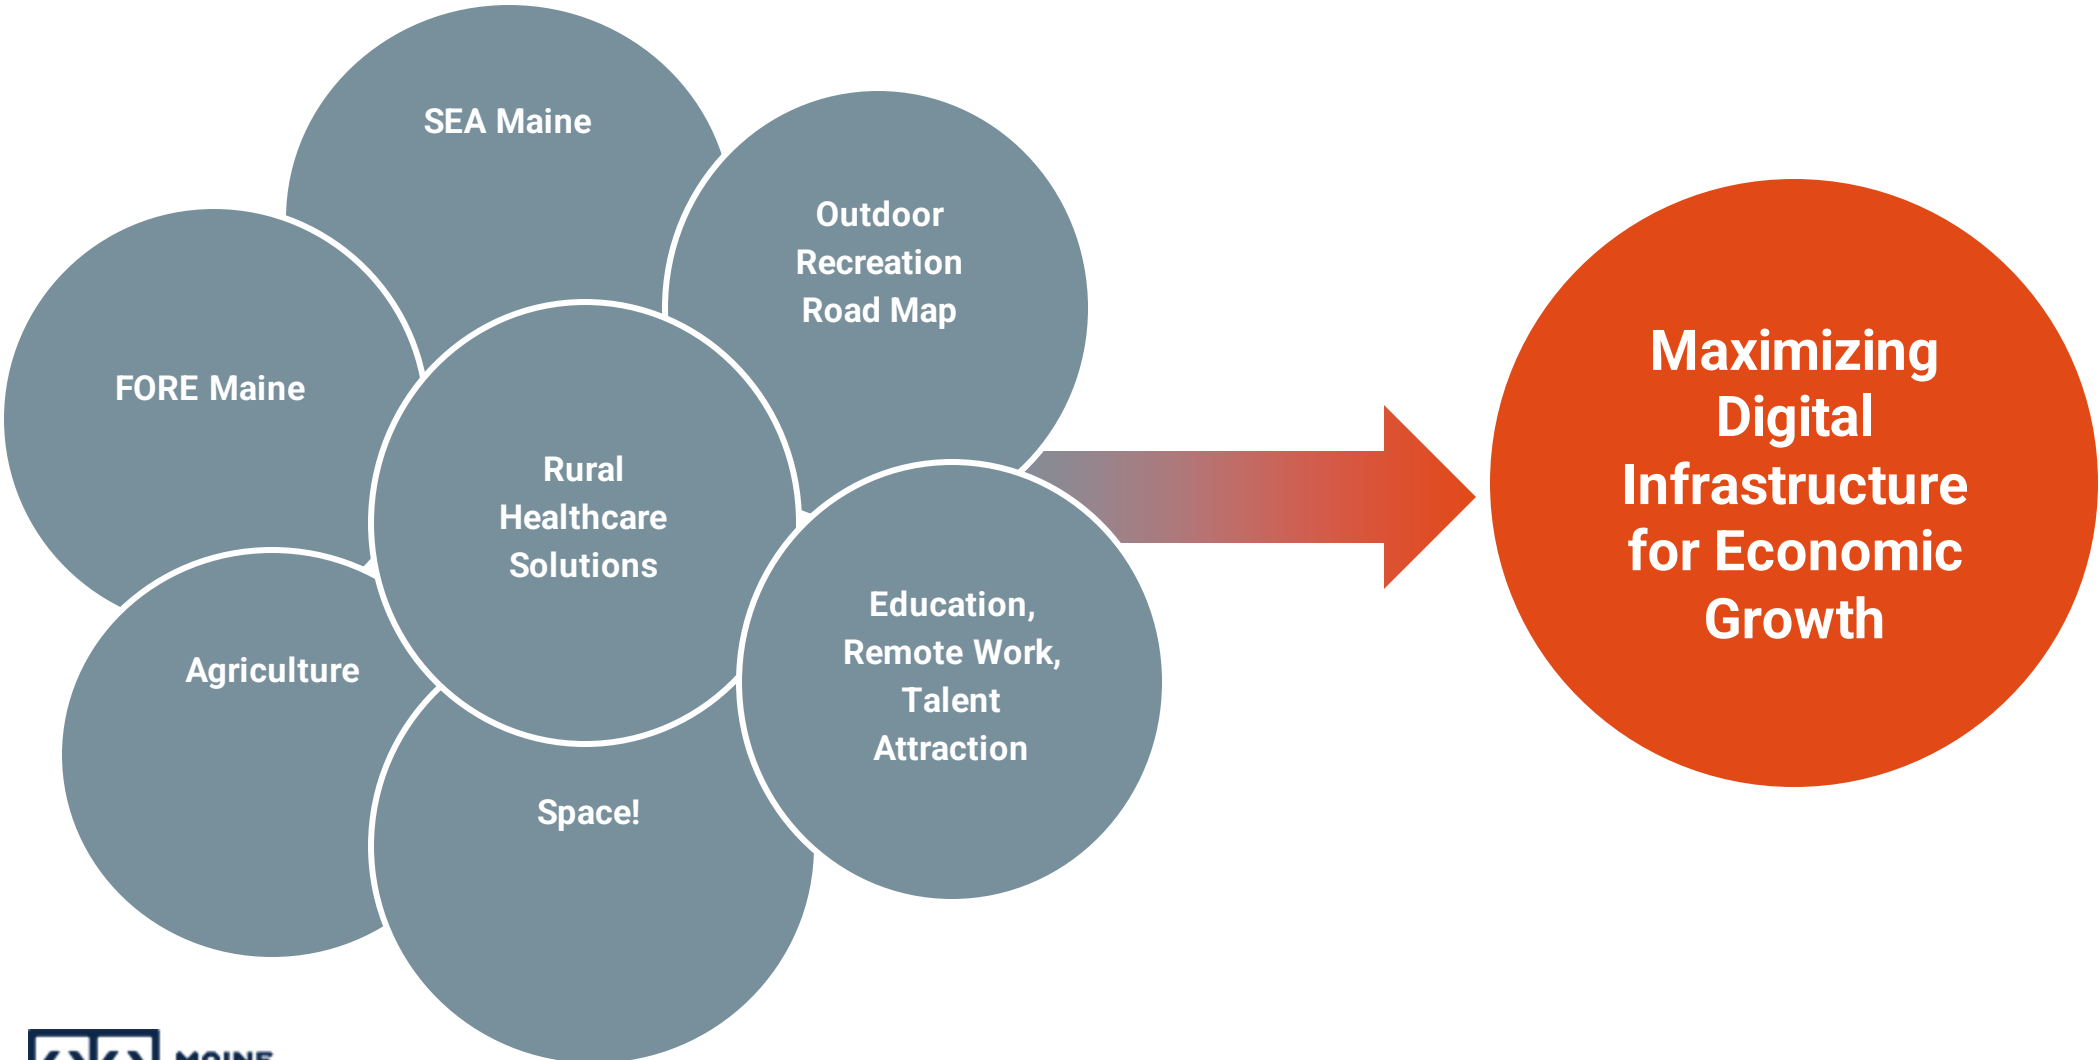 SEA Maine
Outdoor
Recreation
Road Map
FORE Maine
Rural
Healthcare
Solutions
Education,
Remote Work,
Talent
Attraction
Agriculture
Space!
Maximizing
Digital
Infrastructure
for Economic
Growth
MAINE